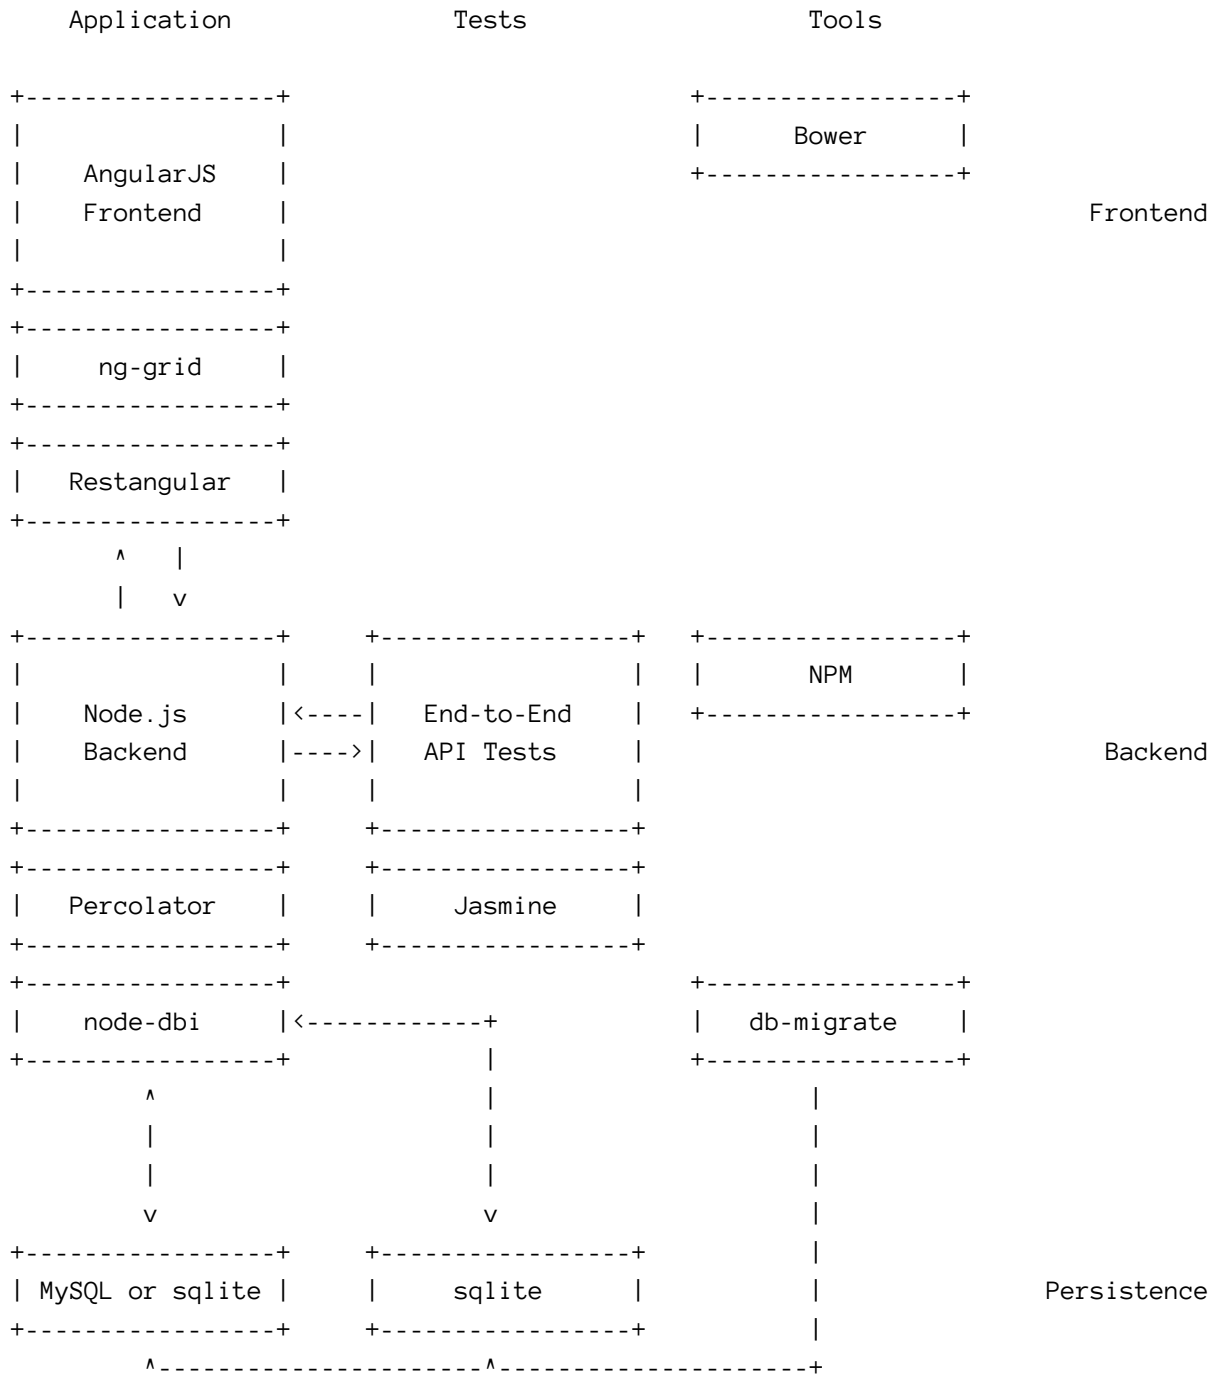 Application Tests Tools
Bower
AngularJS
Frontend Frontend
ng-grid
Restangular
NPM
Node.js End-to-End
Backend API Tests Backend
Percolator Jasmine
node-dbi db-migrate
MySQL or sqlite sqlite Persistence